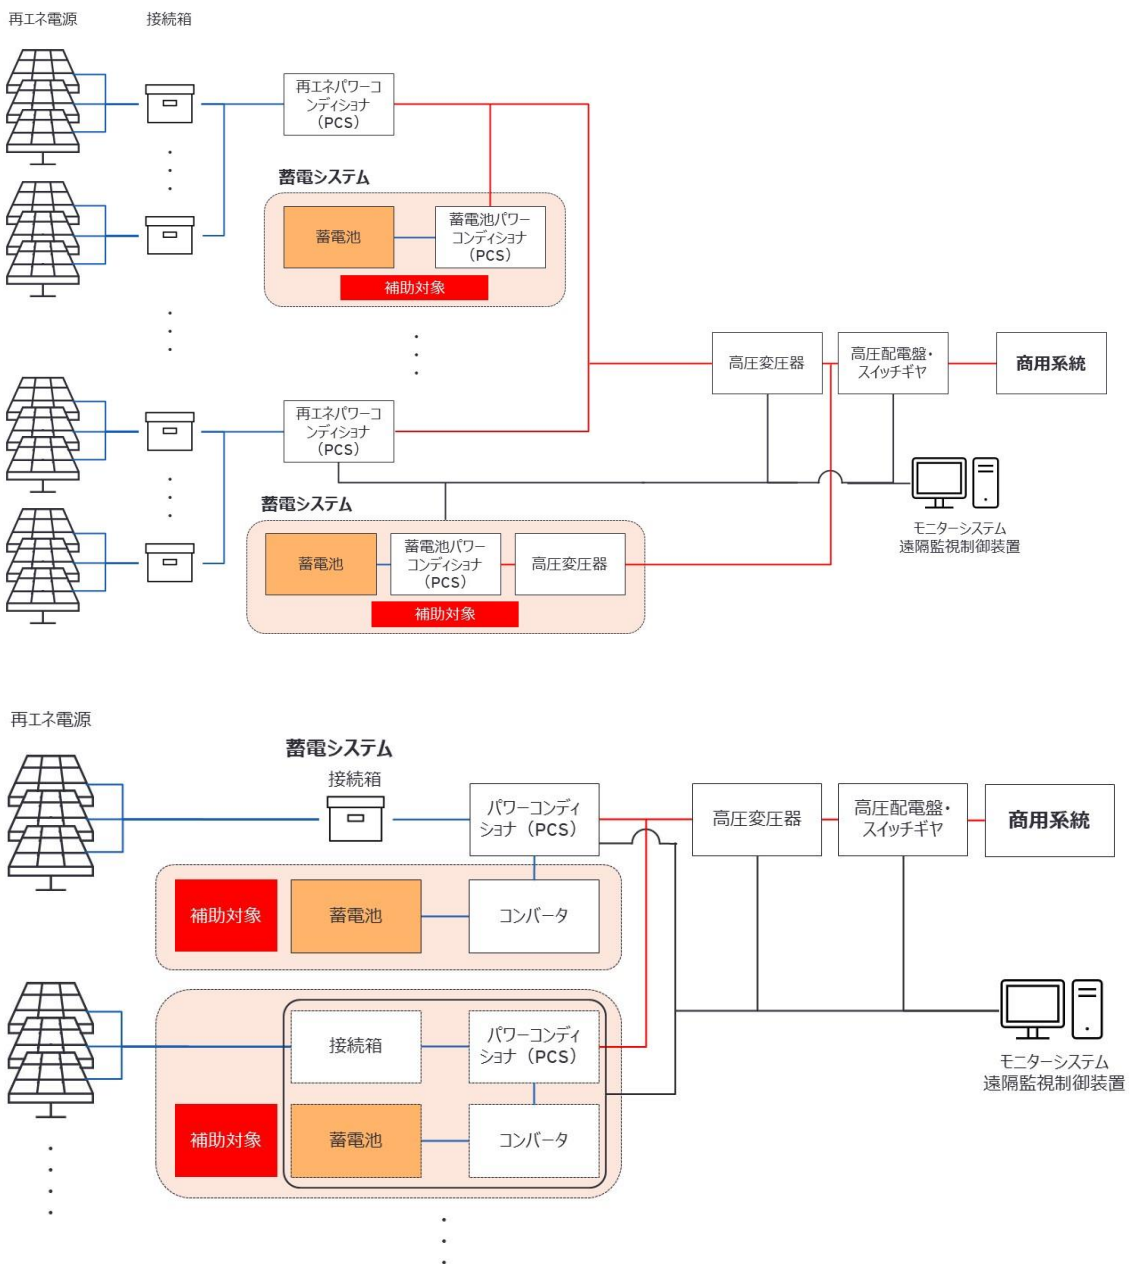 再エネ電源
接続箱
再エネパワーコ
ンディショナ
（PCS）
蓄電システム
蓄電池
蓄電池パワー
コンディショナ
（PCS）
補助対象
高圧変圧器
高圧配電盤・
スイッチギヤ
商用系統
再エネパワーコ
ンディショナ
（PCS）
モニターシステム
遠隔監視制御装置
蓄電システム
蓄電池
蓄電池パワー
コンディショナ
（PCS）
高圧変圧器
補助対象
再エネ電源
蓄電システム
接続箱
パワーコンディ
ショナ（PCS）
高圧変圧器
高圧配電盤・
スイッチギヤ
商用系統
補助対象
蓄電池
コンバータ
接続箱
パワーコンディ
ショナ（PCS）
モニターシステム
遠隔監視制御装置
補助対象
蓄電池
コンバータ